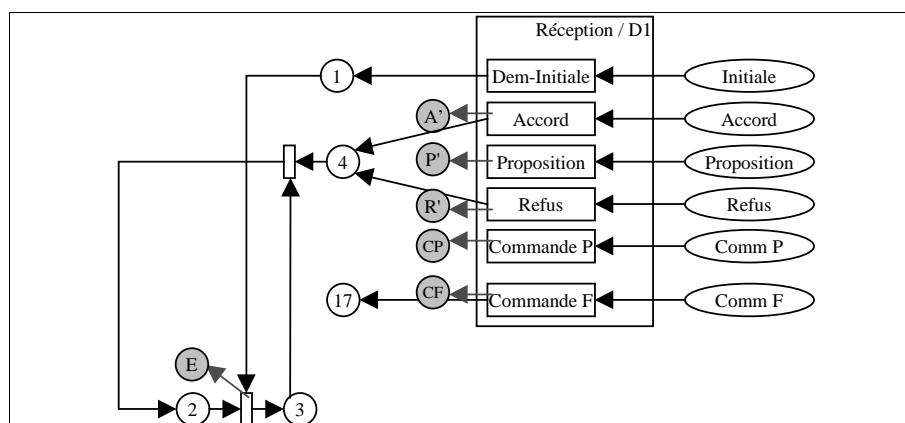 Réception / D1
1
Dem-Initiale
Initiale
A'
Accord
Accord
4
P'
Proposition
Proposition
R'
Refus
Refus
CP
Commande P
Comm P
17
CF
Commande F
Comm F
E
2
3